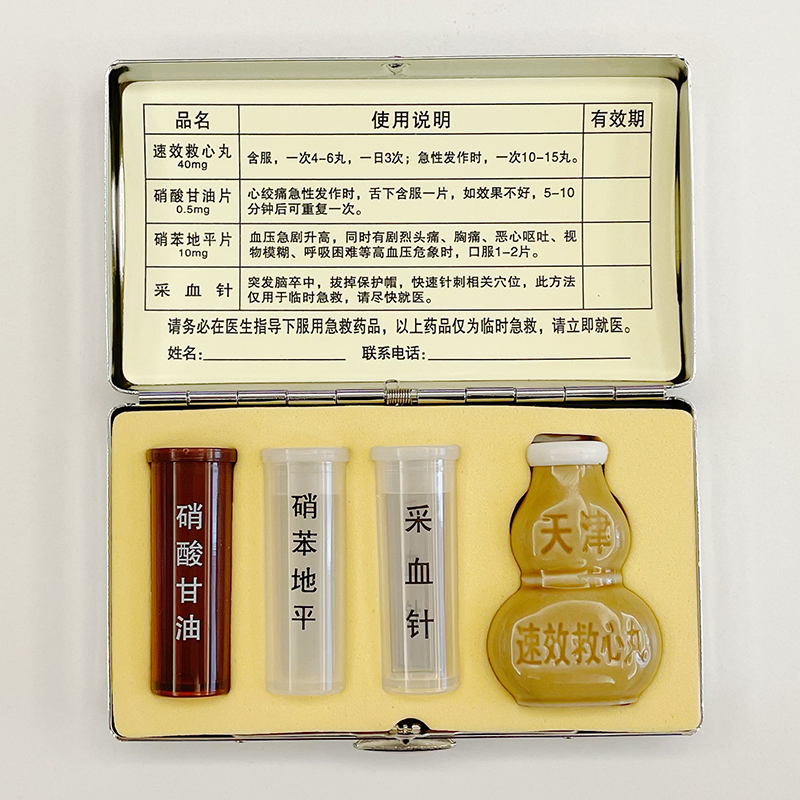 品名 使用说明 有效期
速效救心丸
40mg
含服，一次4-6丸，一日3次；急性发作时，一次10-15丸。
硝酸甘油片
0.5mg
心绞痛急性发作时，舌下含服一片，如效果不好，5-10
分钟后可重复一次。
硝苯地平片
10mg
血压急剧升高，同时有剧烈头痛、胸痛、恶心呕吐、视
物模糊、呼吸困难等高血压危象时，口服1-2片。
采血针
突发脑卒中，拔掉保护帽，快速针刺相关穴位，此方法
仅用于临时急救，请尽快就医。
请务必在医生指导下服用急救药品，以上药品仅为临时急救，请立即就医。
姓名: 联系电话:
硝酸甘油
硝苯地平
采血针
天津
速效救心丸